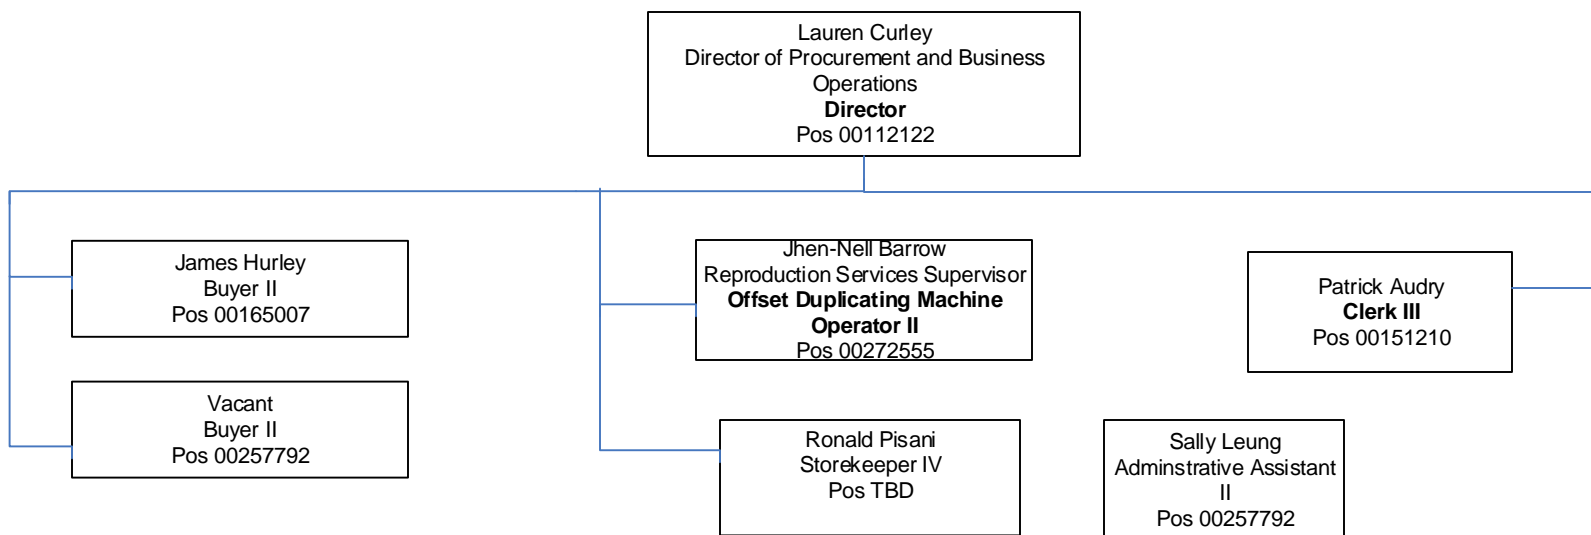 Lauren Curley
Director of Procurement and Business
Operations
Director
Pos 00112122
James Hurley
Buyer II
Pos 00165007
Jhen-Nell Barrow
Reproduction Services Supervisor
Offset Duplicating Machine
Operator II
Pos 00272555
Patrick Audry
Clerk III
Pos 00151210
Vacant
Buyer II
Pos 00257792
Ronald Pisani
Storekeeper IV
Pos TBD
Sally Leung
Adminstrative Assistant
II
Pos 00257792